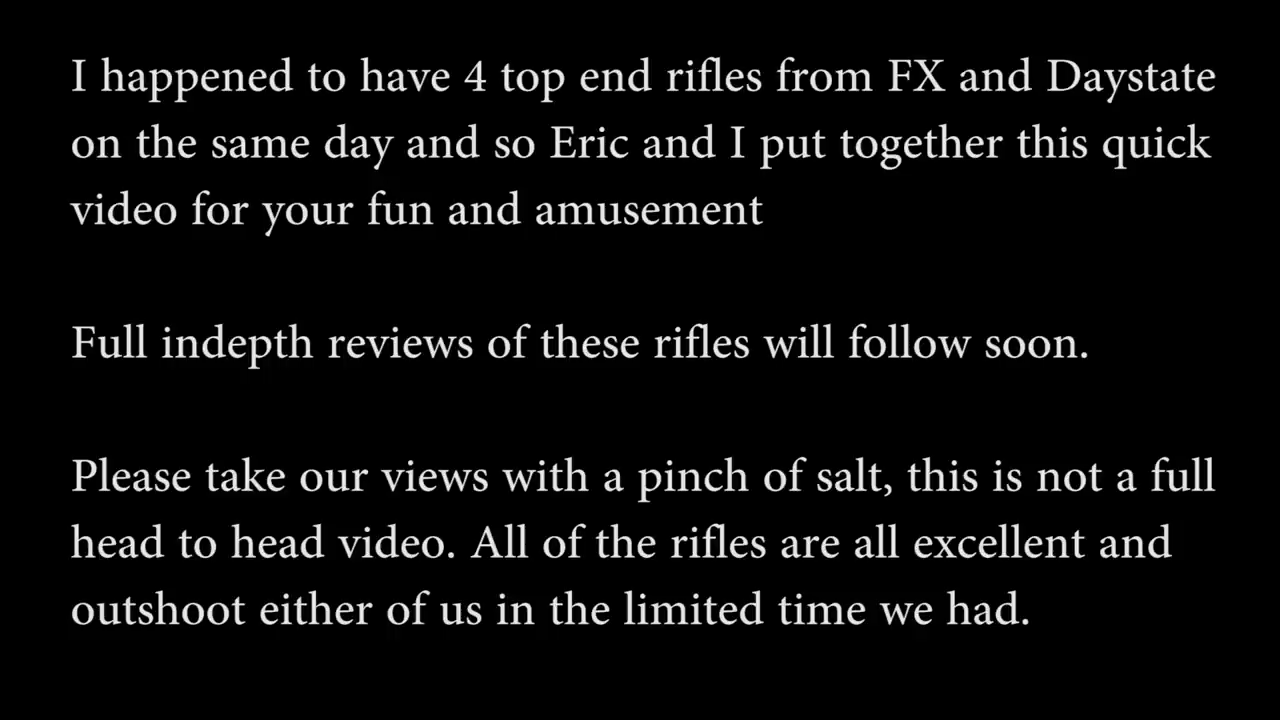 I happened to have 4 top end rifles from FX and Daystate
on the same day and so Eric and I put together this quick
video for your fun and amusement
Full indepth reviews of these rifles will follow soon.
Please take our views with a pinch of salt, this is not a full
head to head video. All of the rifles are all excellent and
outshoot either of us in the limited time we had.